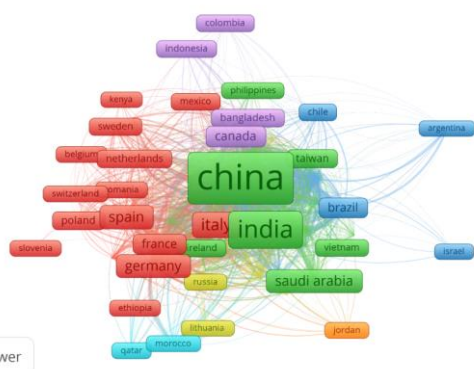 colombia
indonesia
philippines
kenya
mexico
bangladesh
chile
sweden
canada
argentina
belgium
netherlands
taiwan
china
switzerland
omania
poland
spain
brazil
italy
india
slovenia
france
ireland
vietnam
israel
germany
russia
saudi arabia
ethiopia
lithuania
jordan
qatar
morocco
wer